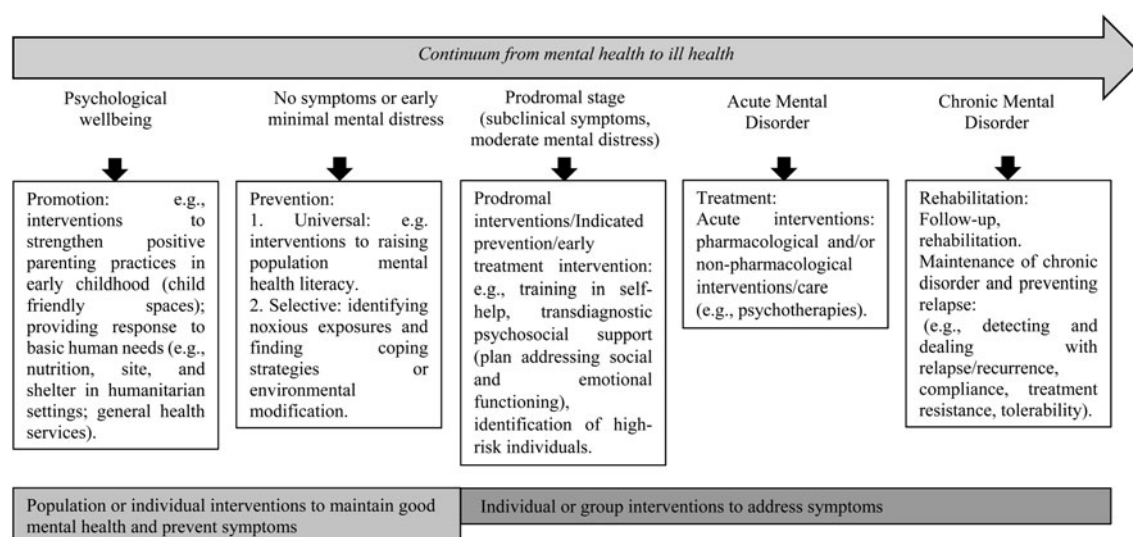 Continuum from mental health to ill health
Psychological
wellbeing
No symptoms or early
minimal mental distress
Prodromal stage
(subclinical symptoms,
moderate mental distress)
Acute Mental
Disorder
Chronic Mental
Disorder
Promotion: e.g.,
interventions to
strengthen positive
parenting practices in
early childhood (child
friendly spaces);
providing response to
basic human needs (e.g.,
nutrition, site, and
shelter in humanitarian
settings; general health
services).
Prevention:
1. Universal: e.g.
interventions to raising
population mental
health literacy.
2. Selective: identifying
noxious exposures and
finding coping
strategies or
environmental
modification.
Prodromal
interventions/Indicated
prevention/early
treatment intervention:
e.g., training in self-
help, transdiagnostic
psychosocial support
(plan addressing social
and emotional
functioning),
identification of high-
risk individuals.
Treatment:
Acute interventions:
pharmacological and/or
non-pharmacological
interventions/care
(e.g., psychotherapies).
Rehabilitation:
Follow-up,
rehabilitation.
Maintenance of chronic
disorder and preventing
relapse:
(e.g., detecting and
dealing with
relapse/recurrence,
compliance, treatment
resistance, tolerability).
Population or individual interventions to maintain good
mental health and prevent symptoms
Individual or group interventions to address symptoms